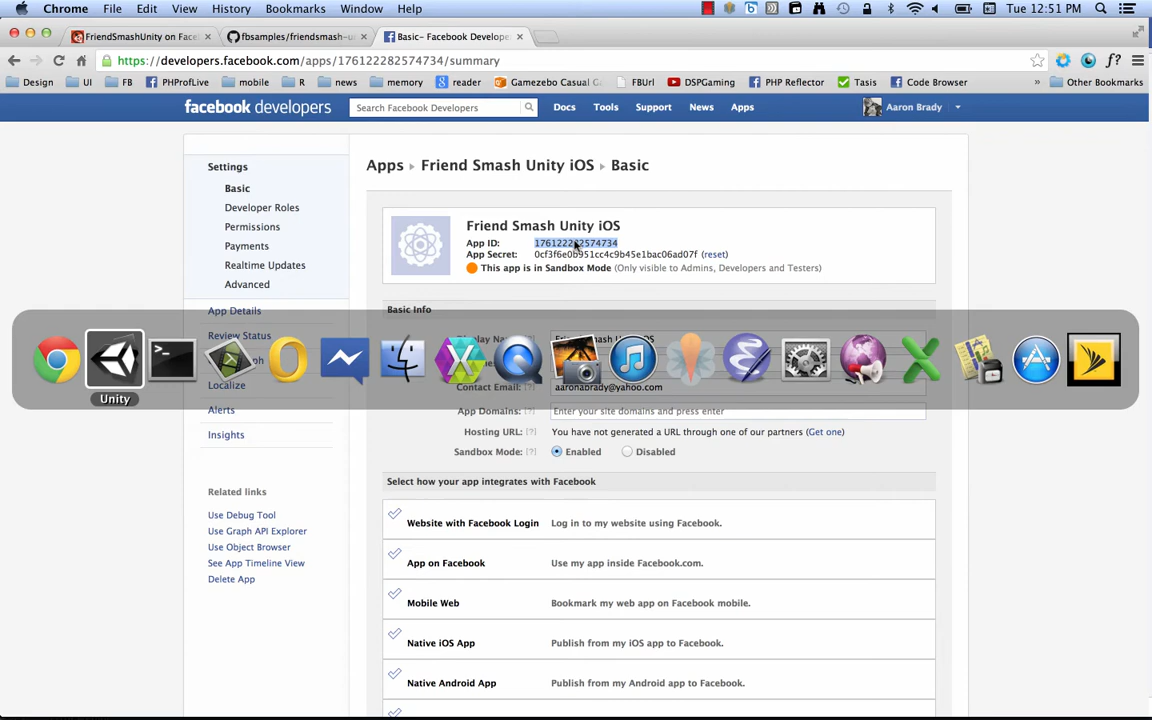 Chrome File Edit View History Bookmarks Window Help Tue 12:51 PM
FriendSmashUnity on Face
fbsamples/friendsmash-u
Basic- Facebook Develope
https://developers.facebook.com/apps/176122282574734/summary
Design UI FB PHProfLive mobile R news memory reader Gamezebo Casual G FBUrl DSPGaming PHP Reflector Tasis Code Browser » Other Bookmarks
facebook developers Search Facebook Developers Docs Tools Support News Apps Aaron Brady
Settings
Basic
Developer Roles
Permissions
Payments
Realtime Updates
Advanced
App Details
Review Status
Localize
Alerts
Insights
Related links
Use Debug Tool
Use Graph API Explorer
Use Object Browser
See App Timeline View
Delete App
Apps ▸ Friend Smash Unity iOS ▸ Basic
Friend Smash Unity iOS
App ID: 176122282574734
App Secret: 0cf3f6e0b951cc4c9b45e1bac06ad07f (reset)
This app is in Sandbox Mode (Only visible to Admins, Developers and Testers)
Basic Info
Unity
Contact Email: [?] aaronabrady@yahoo.com
App Domains: [?] Enter your site domains and press enter
Hosting URL: [?] You have not generated a URL through one of our partners (Get one)
Sandbox Mode: [?] Enabled Disabled
Select how your app integrates with Facebook
Website with Facebook Login Log in to my website using Facebook.
App on Facebook Use my app inside Facebook.com.
Mobile Web Bookmark my web app on Facebook mobile.
Native iOS App Publish from my iOS app to Facebook.
Native Android App Publish from my Android app to Facebook.